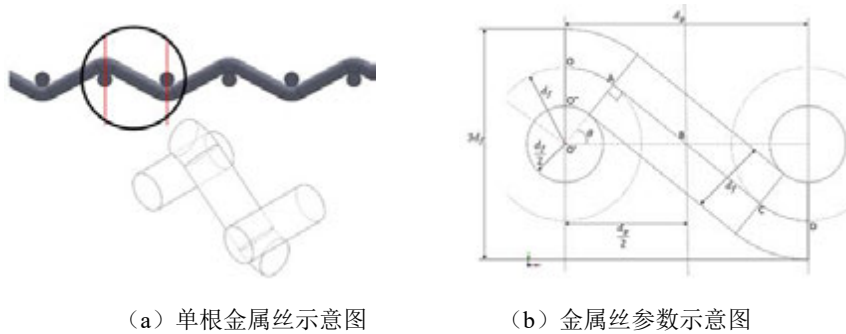 d_p
O
A
d_f
O''
3d_f
θ
B
O'
d_f/2
d_f
C
d_p/2
D
（a）单根金属丝示意图
（b）金属丝参数示意图